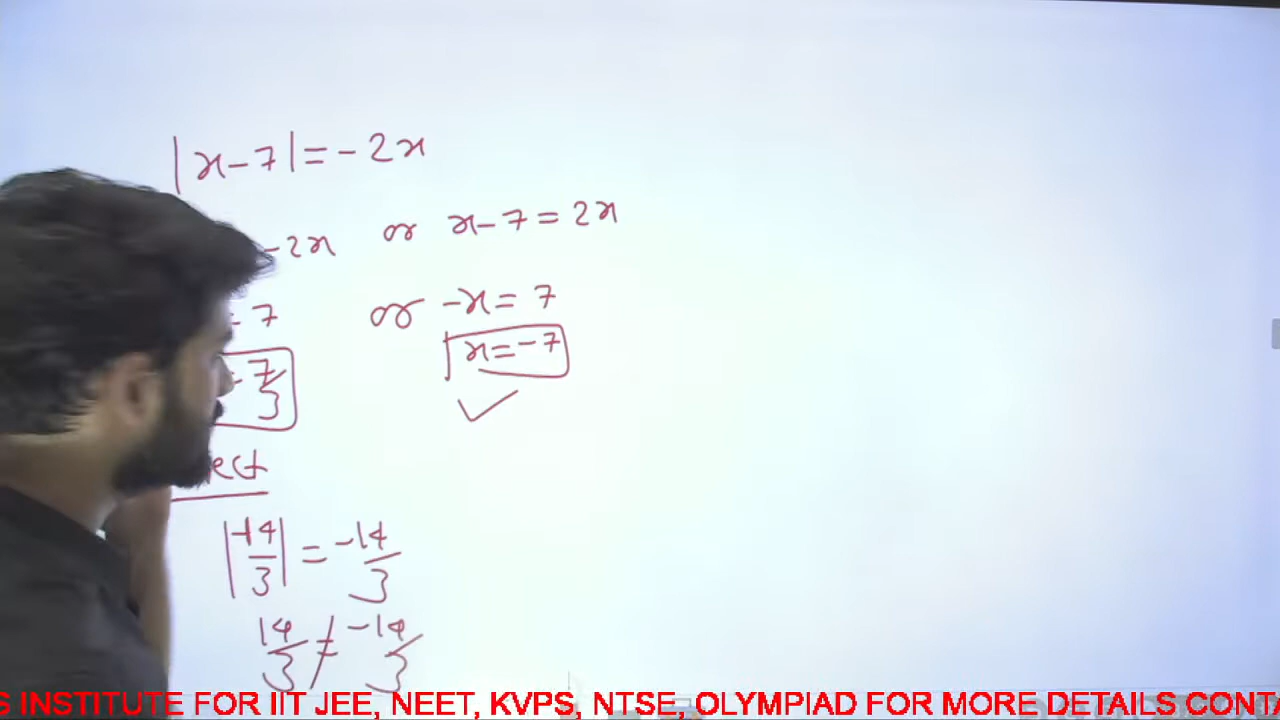 |x-7|=-2x
-2x or x-7=2x
=7 or -x=7
=7/3 x=-7
ect
|-14/3| = -14/3
14/3 ≠ -14/3
S INSTITUTE FOR IIT JEE, NEET, KVPS, NTSE, OLYMPIAD FOR MORE DETAILS CONTA